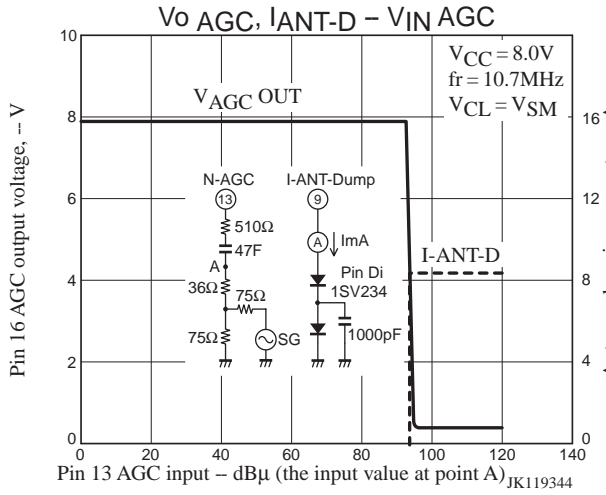 Vo AGC, IANT-D – VIN AGC
VCC = 8.0V
fr = 10.7MHz
VCL = VSM
VAGC OUT
I-ANT-D
Pin 16 AGC output voltage, -- V
10
8
6
4
2
0
16
12
8
4
0
N-AGC
13
510Ω
47F
A
36Ω
75Ω
75Ω
SG
I-ANT-Dump
9
A
ImA
Pin Di
1SV234
1000pF
0 20 40 60 80 100 120 140
Pin 13 AGC input -- dBμ (the input value at point A)
JK119344